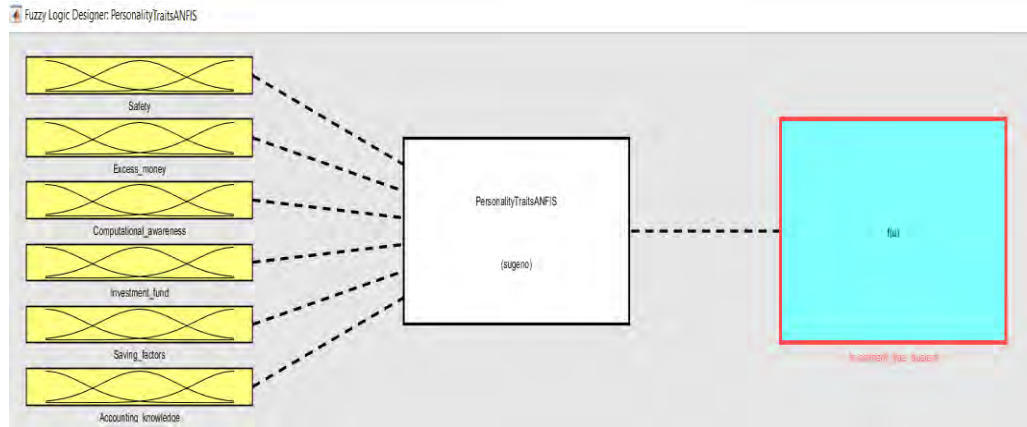 Fuzzy Logic Designer: PersonalityTraitsANFIS
Safety
Excess_money
Computational_awareness
Investment_fund
Saving_factors
Accounting_knowledge
PersonalityTraitsANFIS
(sugeno)
f(u)